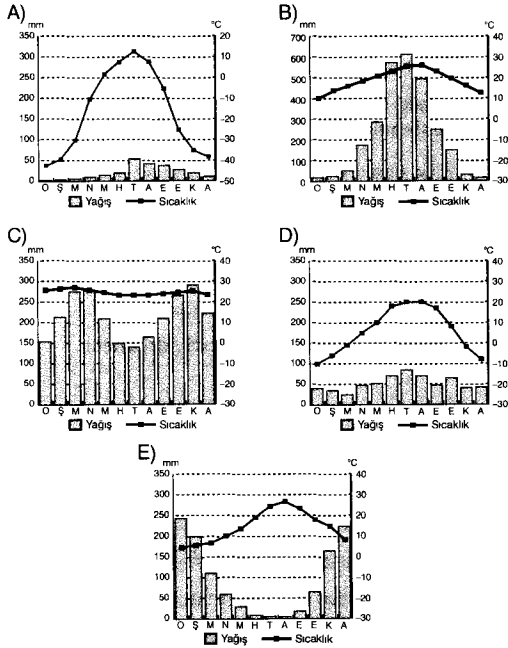 A)
mm °C
350 20
300 10
250 0
200 –10
150 –20
100 –30
50 –40
0 –50
O Ş M N M H T A E E K A
Yağış Sıcaklık
B)
mm °C
700 40
600 30
500 20
400 10
300 0
200 –10
100 –20
0 –30
O Ş M N M H T A E E K A
Yağış Sıcaklık
C)
mm °C
350 40
300 30
250 20
200 10
150 0
100 –10
50 –20
0 –30
O Ş M N M H T A E E K A
Yağış Sıcaklık
D)
mm °C
350 40
300 30
250 20
200 10
150 0
100 –10
50 –20
0 –30
O Ş M N M H T A E E K A
Yağış Sıcaklık
E)
mm °C
350 40
300 30
250 20
200 10
150 0
100 –10
50 –20
0 –30
O Ş M N M H T A E E K A
Yağış Sıcaklık